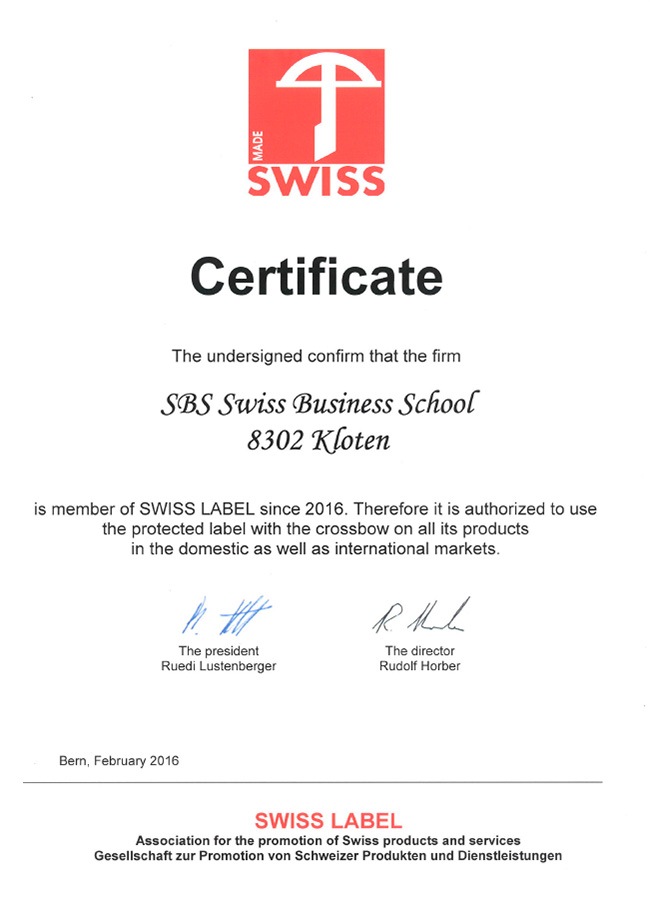 MADE
SWISS
Certificate
The undersigned confirm that the firm
SBS Swiss Business School
8302 Kloten
is member of SWISS LABEL since 2016. Therefore it is authorized to use
the protected label with the crossbow on all its products
in the domestic as well as international markets.
The president
Ruedi Lustenberger
The director
Rudolf Horber
Bern, February 2016
SWISS LABEL
Association for the promotion of Swiss products and services
Gesellschaft zur Promotion von Schweizer Produkten und Dienstleistungen